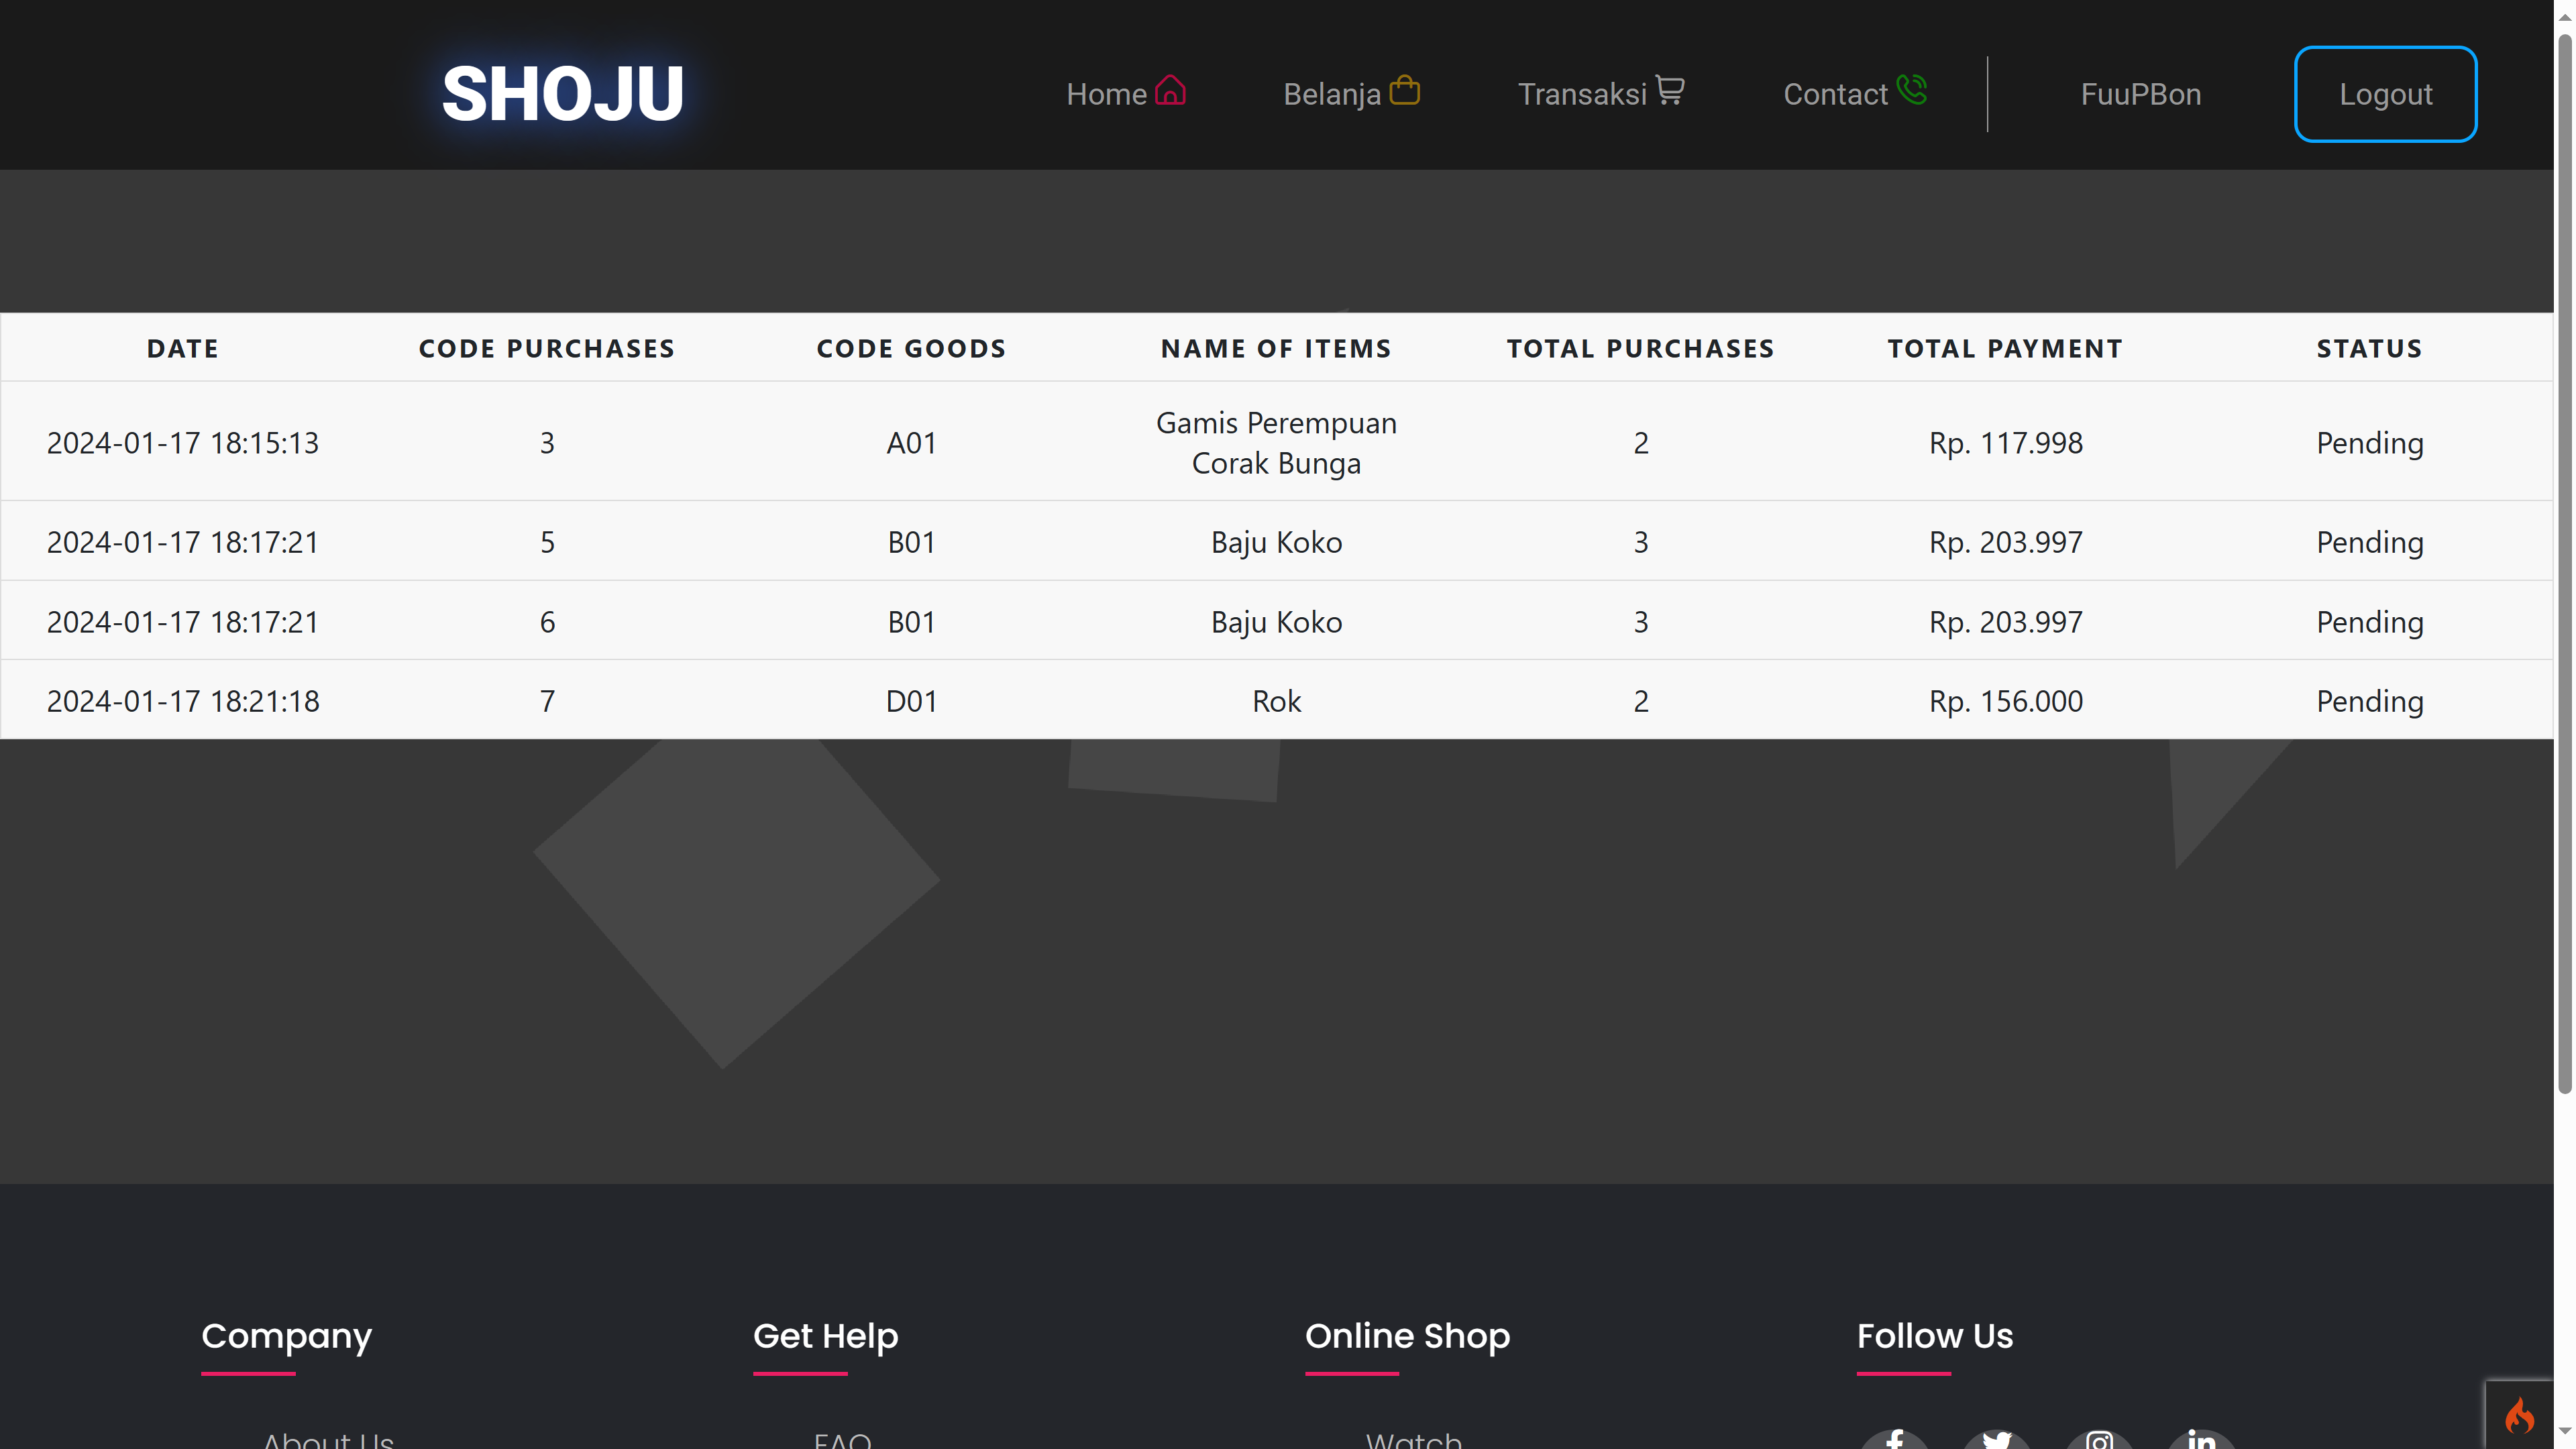 SHOJU
Home Belanja Transaksi Contact FuuPBon Logout
DATE CODE PURCHASES CODE GOODS NAME OF ITEMS TOTAL PURCHASES TOTAL PAYMENT STATUS
2024-01-17 18:15:13 3 A01 Gamis Perempuan 2 Rp. 117.998 Pending
Corak Bunga
2024-01-17 18:17:21 5 B01 Baju Koko 3 Rp. 203.997 Pending
2024-01-17 18:17:21 6 B01 Baju Koko 3 Rp. 203.997 Pending
2024-01-17 18:21:18 7 D01 Rok 2 Rp. 156.000 Pending
Company Get Help Online Shop Follow Us
About Us FAQ Watch